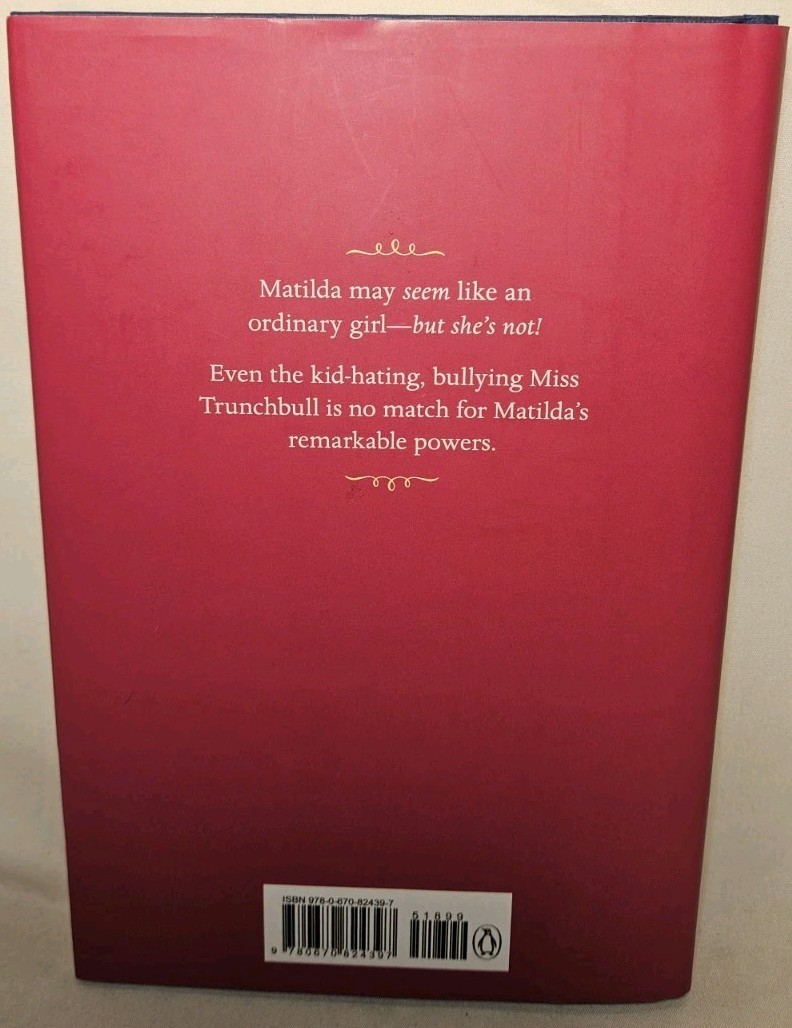 Matilda may seem like an
ordinary girl—but she's not!
Even the kid-hating, bullying Miss
Trunchbull is no match for Matilda's
remarkable powers.
ISBN 978-0-670-82439-7
51899
9 780670 824397